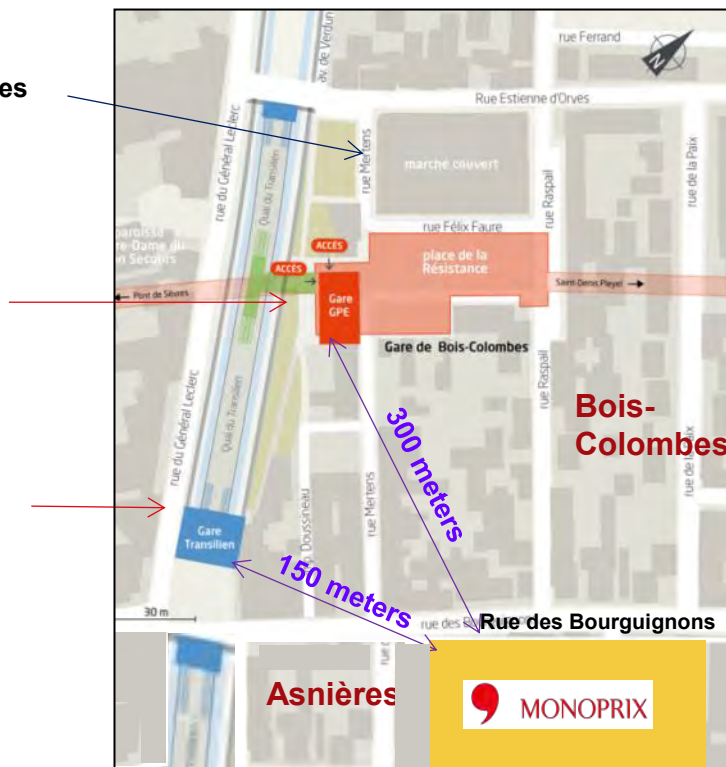 es
rue Ferrand
av. de Verdun
N
Rue Estienne d'Orves
rue du Général Leclerc
Quai du Transilien
rue Mertens
marché couvert
rue Raspail
rue de la Paix
rue Félix Faure
ACCÈS
ACCÈS
place de la
Résistance
Pont de Sèvres
Saint-Denis Pleyel
Gare
GPE
Gare de Bois-Colombes
rue Raspail
Bois-
Colombes
rue du Général Leclerc
Quai du Transilien
300 meters
rue Mertens
Doussineau
Gare
Transilien
150 meters
30 m
rue des
Rue des Bourguignons
Asnières
MONOPRIX